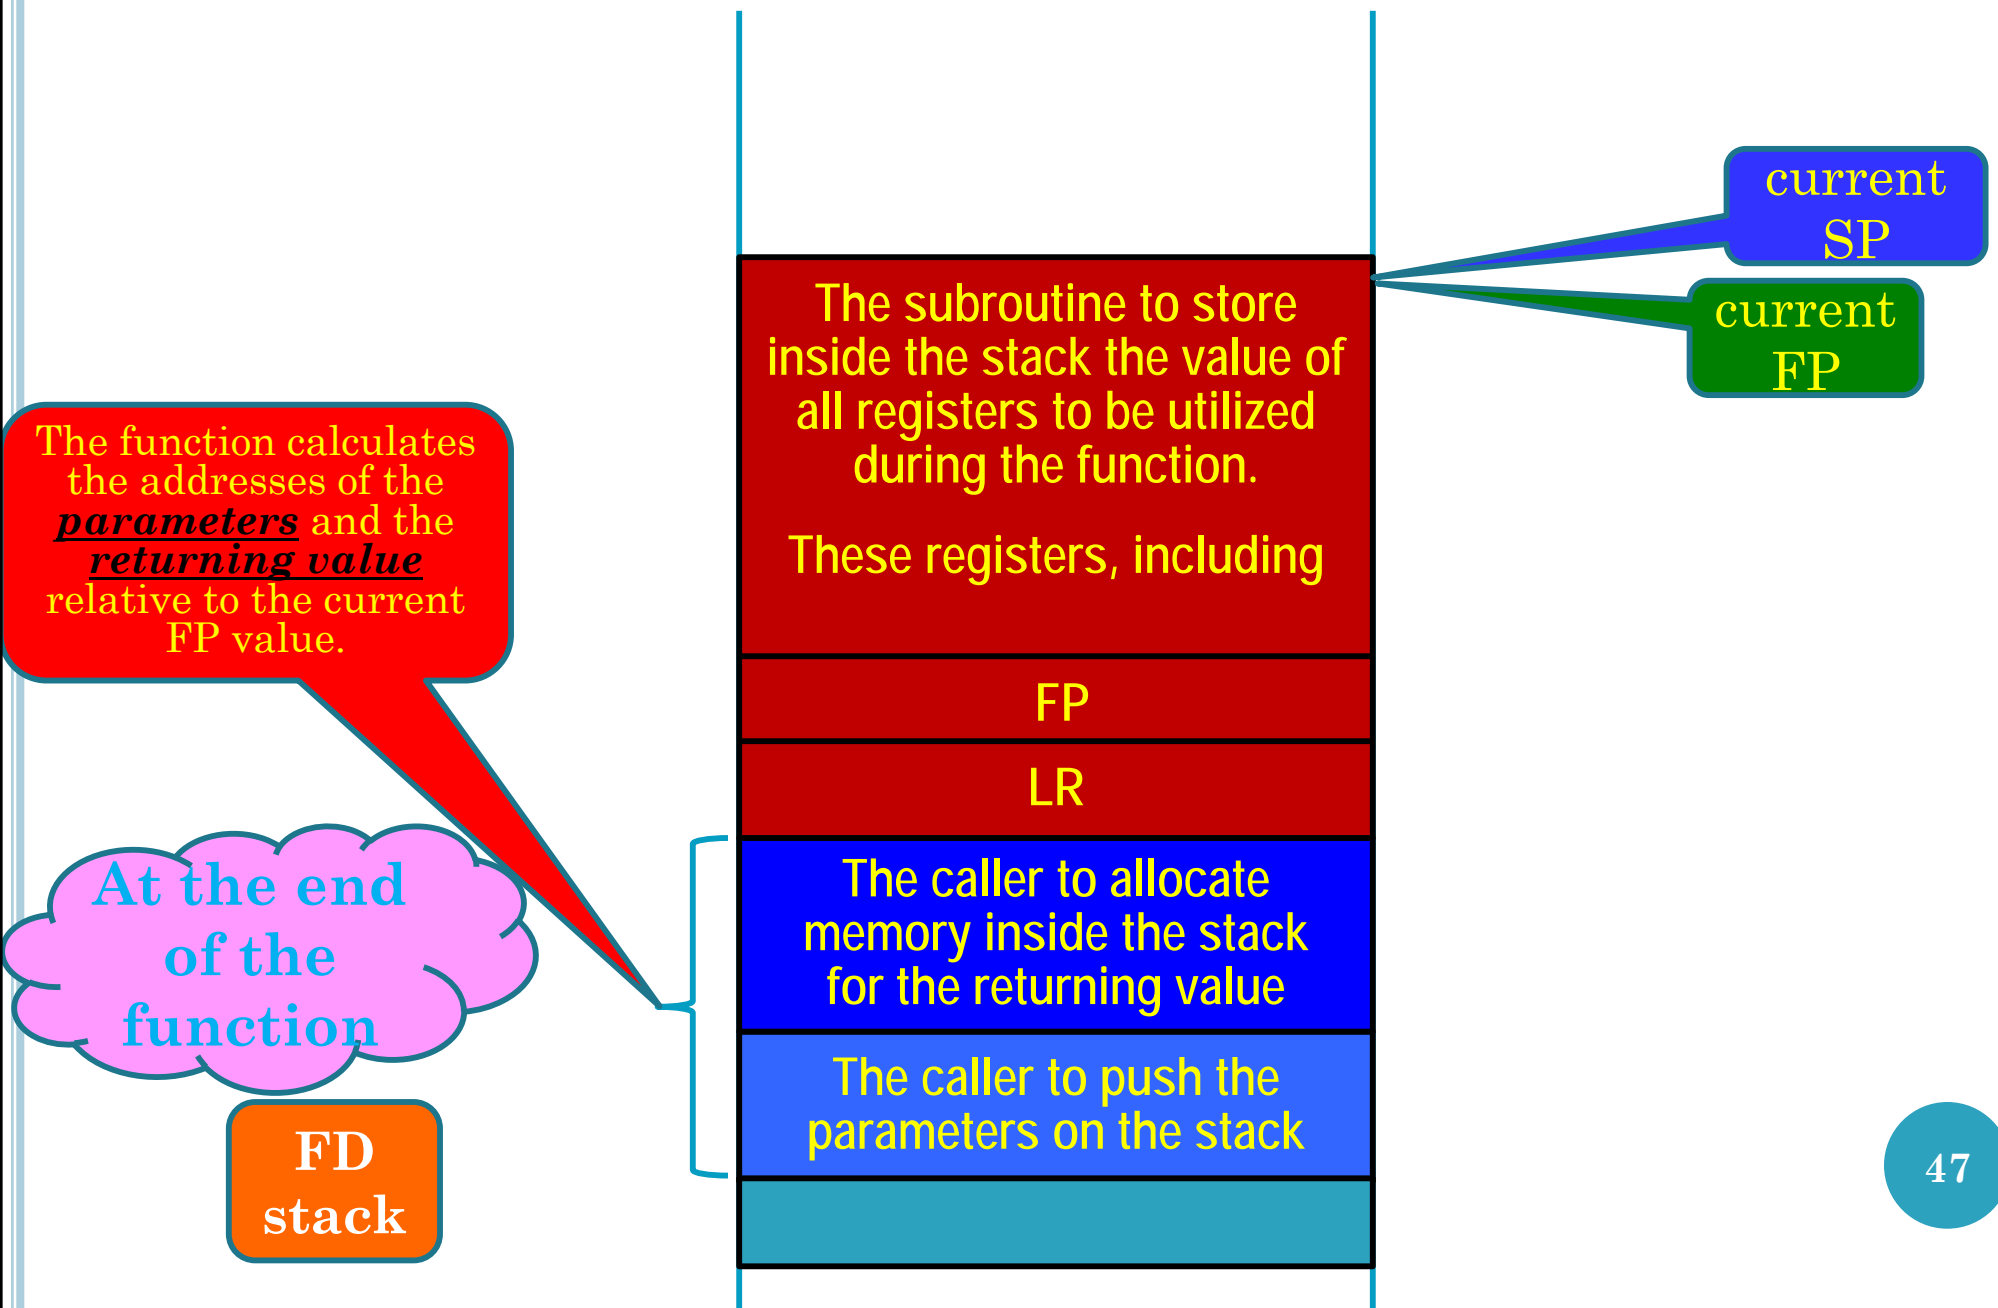 current
SP
current
FP
The subroutine to store
inside the stack the value of
all registers to be utilized
during the function.
These registers, including
FP
LR
The caller to allocate
memory inside the stack
for the returning value
The caller to push the
parameters on the stack
The function calculates
the addresses of the
parameters and the
returning value
relative to the current
FP value.
At the end
of the
function
FD
stack
47